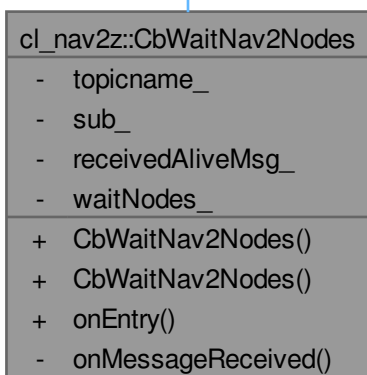 cl_nav2z::CbWaitNav2Nodes
- topicname_
- sub_
- receivedAliveMsg_
- waitNodes_
+ CbWaitNav2Nodes()
+ CbWaitNav2Nodes()
+ onEntry()
- onMessageReceived()